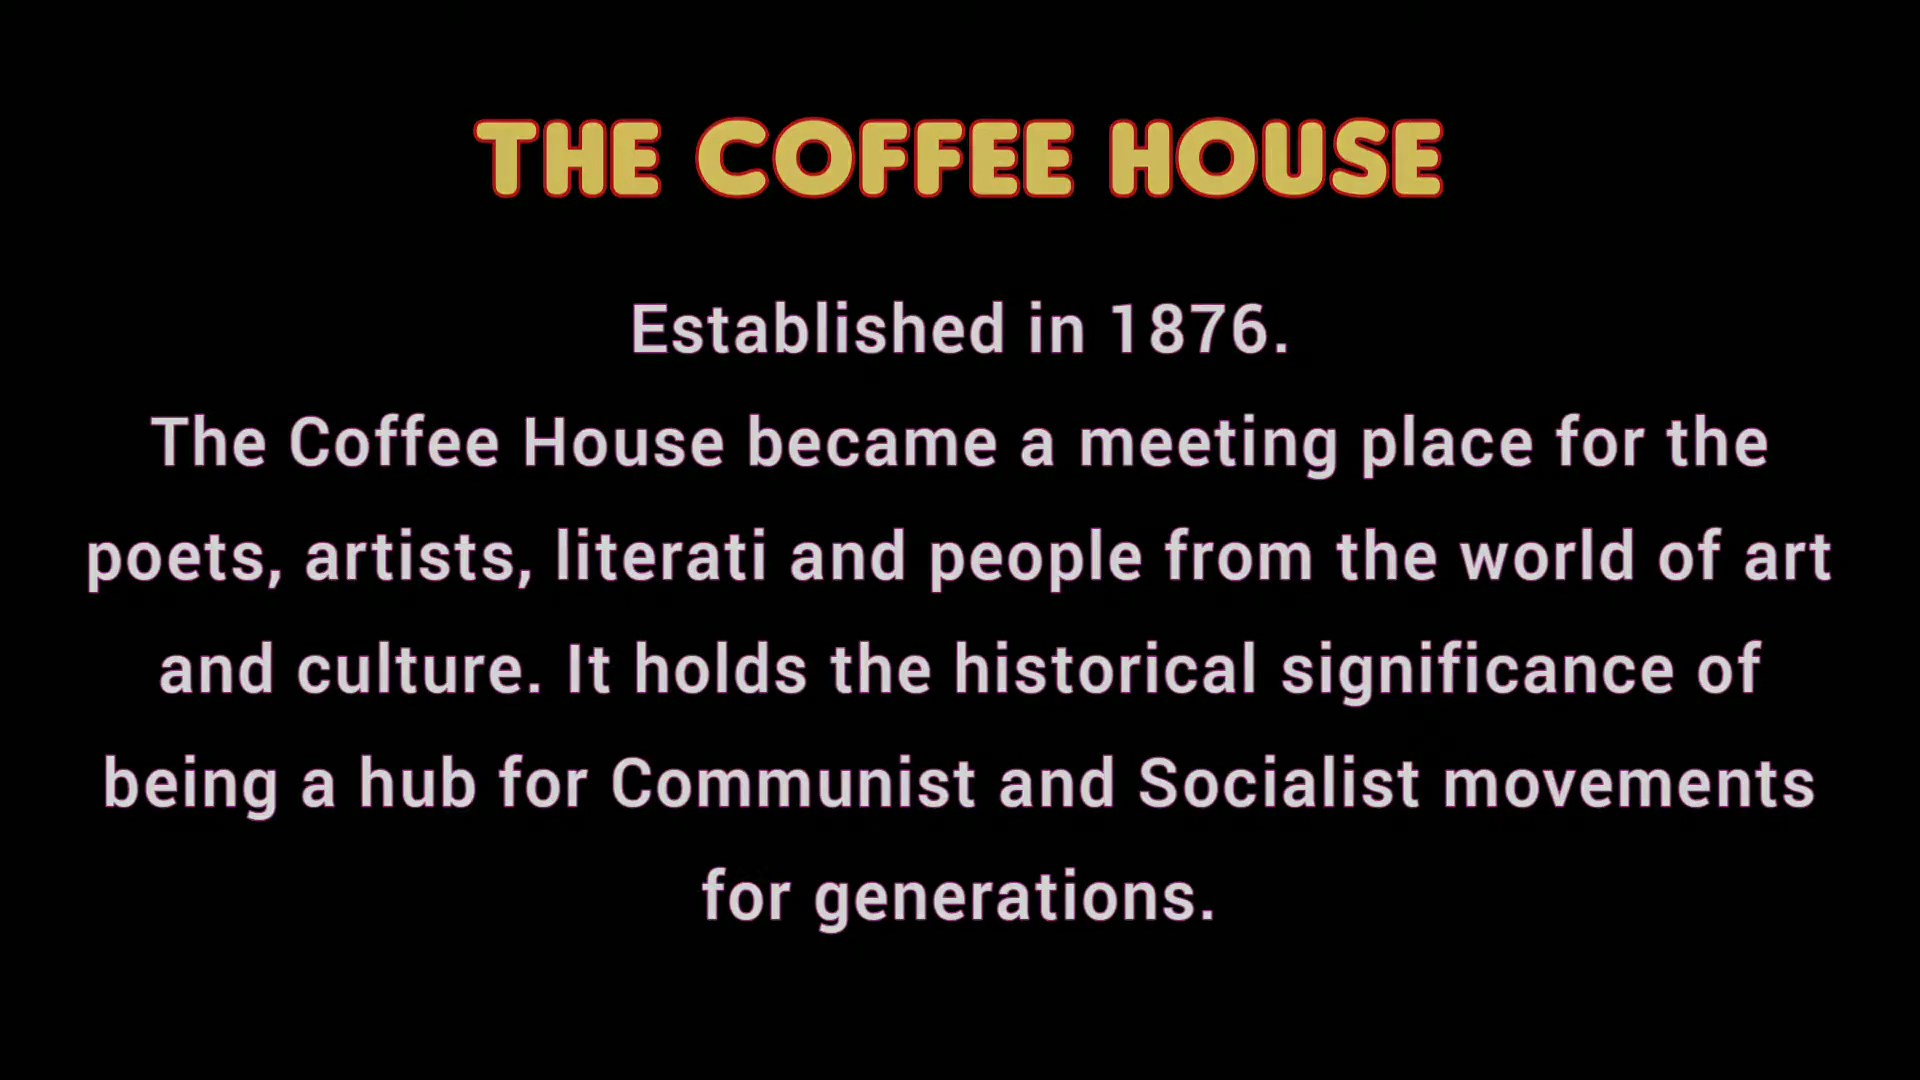 THE COFFEE HOUSE
Established in 1876.
The Coffee House became a meeting place for the
poets, artists, literati and people from the world of art
and culture. It holds the historical significance of
being a hub for Communist and Socialist movements
for generations.